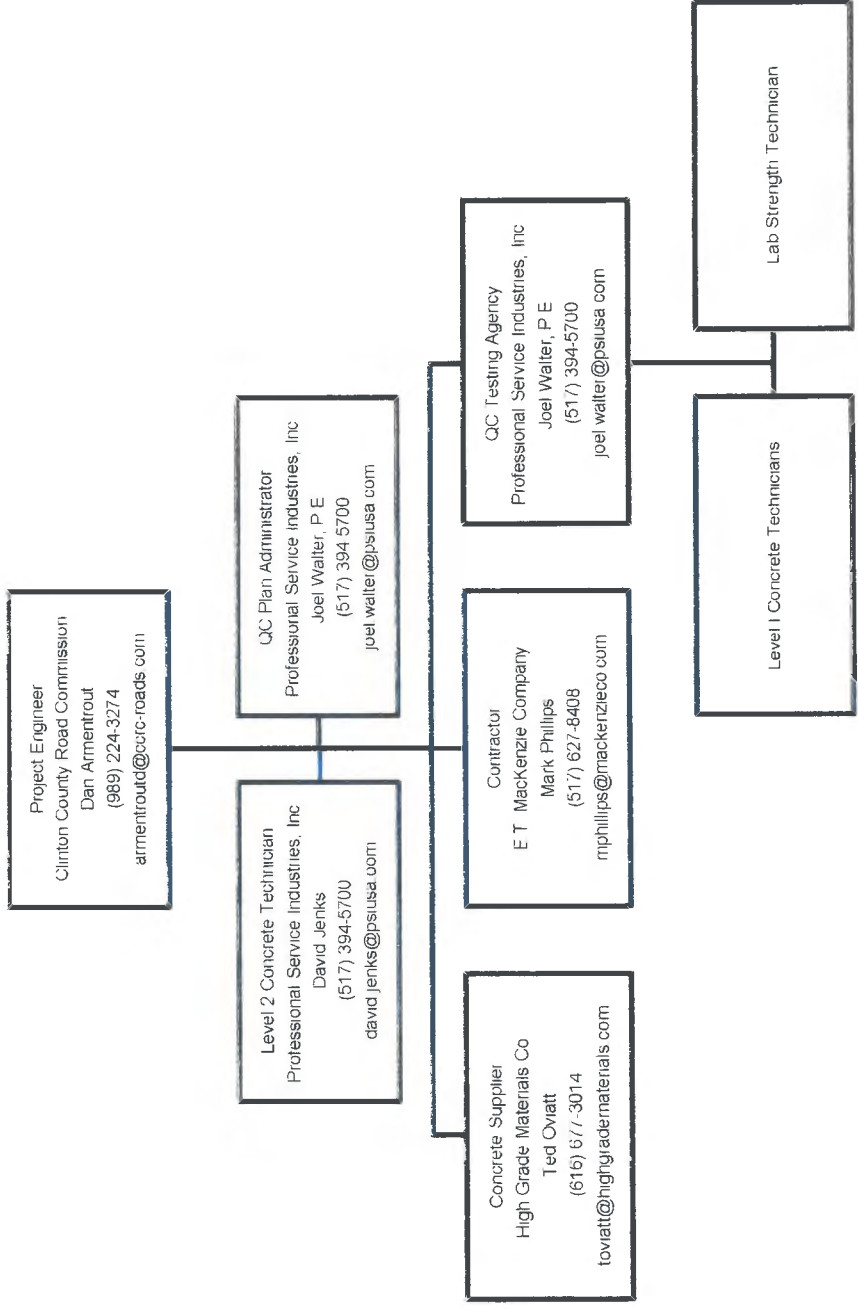 Project Engineer
Clinton County Road Commission
Dan Armentrout
(989) 224-3274
armentroutd@ccrc-roads com
Level 2 Concrete Technician
Professional Service Industries, Inc
David Jenks
(517) 394-5700
david jenks@psiusa.com
QC Plan Administrator
Professional Service Industries, Inc
Joel Walter, P E
(517) 394 5700
joel walter@psiusa com
Concrete Supplier
High Grade Materials Co
Ted Oviatt
(616) 677-3014
toviatt@highgradematerials com
Contractor
E T MacKenzie Company
Mark Phillips
(517) 627-8408
mphillips@mackenzieco com
QC Testing Agency
Professional Service Industries, Inc
Joel Walter, P E
(517) 394-5700
joel walter@psiusa com
Level I Concrete Technicians
Lab Strength Technician